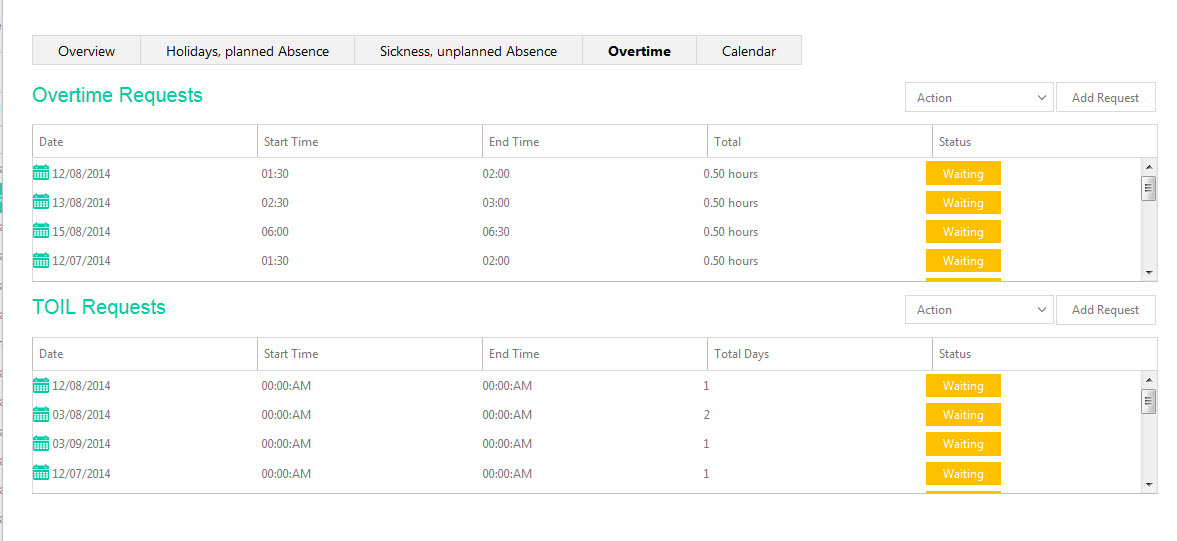 Overview Holidays, planned Absence Sickness, unplanned Absence Overtime Calendar
Overtime Requests Action Add Request
Date Start Time End Time Total Status
12/08/2014 01:30 02:00 0.50 hours Waiting
13/08/2014 02:30 03:00 0.50 hours Waiting
15/08/2014 06:00 06:30 0.50 hours Waiting
12/07/2014 01:30 02:00 0.50 hours Waiting
TOIL Requests Action Add Request
Date Start Time End Time Total Days Status
12/08/2014 00:00:AM 00:00:AM 1 Waiting
03/08/2014 00:00:AM 00:00:AM 2 Waiting
03/09/2014 00:00:AM 00:00:AM 1 Waiting
12/07/2014 00:00:AM 00:00:AM 1 Waiting